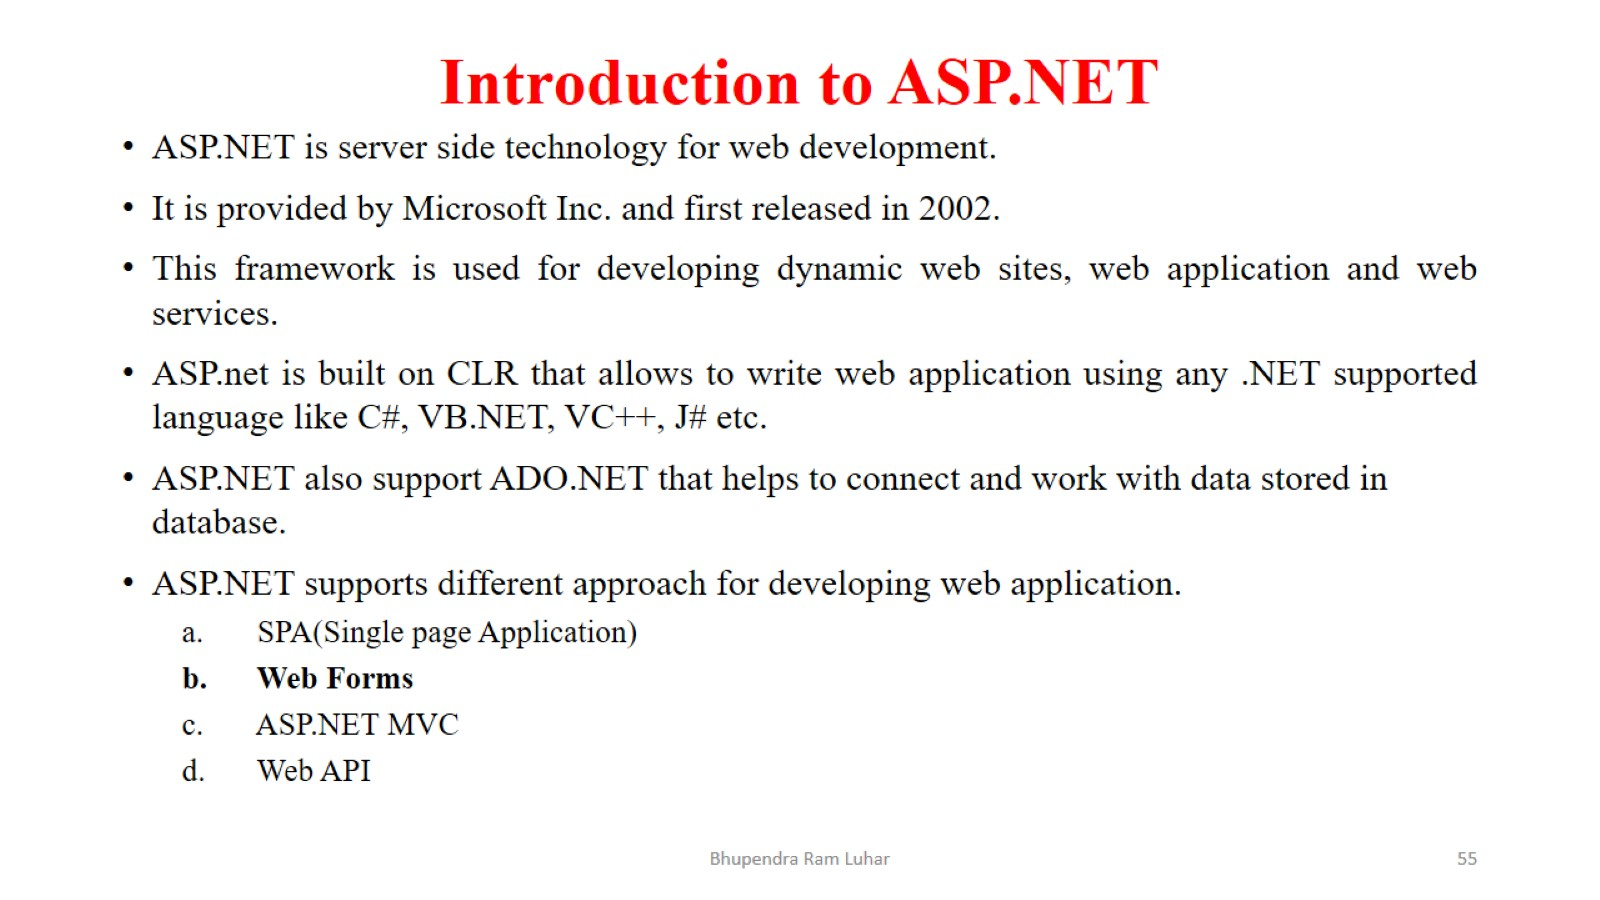 Introduction to ASP.NET
• ASP.NET is server side technology for web development.
• It is provided by Microsoft Inc. and first released in 2002.
• This framework is used for developing dynamic web sites, web application and web
services.
• ASP.net is built on CLR that allows to write web application using any .NET supported
language like C#, VB.NET, VC++, J# etc.
• ASP.NET also support ADO.NET that helps to connect and work with data stored in
database.
• ASP.NET supports different approach for developing web application.
a. SPA(Single page Application)
b. Web Forms
c. ASP.NET MVC
d. Web API
Bhupendra Ram Luhar 55